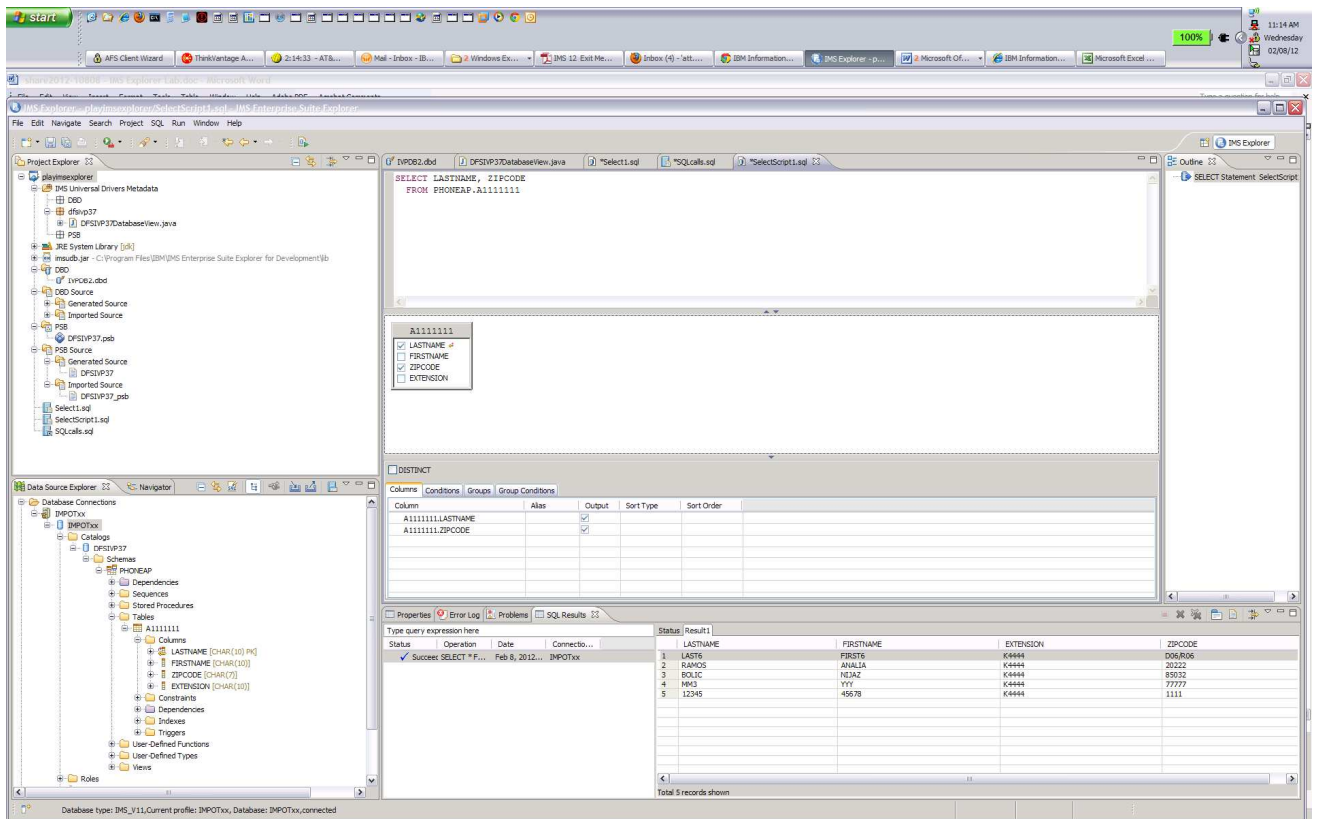 start
100%
11:14 AM
Wednesday
02/08/12
AFS Client Wizard
ThinkVantage A...
2:14:33 - AT&...
Mail - Inbox - IB...
2 Windows Ex...
IMS 12 Exit Me...
Inbox (4) - 'att....
IBM Information...
IMS Explorer - p...
2 Microsoft Of...
IBM Information...
Microsoft Excel ...
IMS Explorer - playimsexplorer/SelectScript1.sql - IMS Enterprise Suite Explorer
File Edit Navigate Search Project SQL Run Window Help
IMS Explorer
Project Explorer
playimsexplorer
IMS Universal Drivers Metadata
DBD
dfsivp37
DFSIVP37DatabaseView.java
PSB
JRE System Library [jdk]
imsudb.jar - C:\Program Files\IBM\IMS Enterprise Suite Explorer for Development\lib
DBD
IVPDB2.dbd
DBD Source
Generated Source
Imported Source
PSB
DFSIVP37.psb
PSB Source
Generated Source
DFSIVP37
Imported Source
DFSIVP37_psb
Select1.sql
SelectScript1.sql
SQLcalls.sql
IVPDB2.dbd DFSIVP37DatabaseView.java *Select1.sql *SQLcalls.sql *SelectScript1.sql
SELECT LASTNAME, ZIPCODE
FROM PHONEAP.A1111111
A1111111
LASTNAME
FIRSTNAME
ZIPCODE
EXTENSION
DISTINCT
Columns Conditions Groups Group Conditions
Column Alias Output Sort Type Sort Order
A1111111.LASTNAME
A1111111.ZIPCODE
Outline
SELECT Statement SelectScript
Data Source Explorer Navigator
Database Connections
IMPOTxx
IMPOTxx
Catalogs
DFSIVP37
Schemas
PHONEAP
Dependencies
Sequences
Stored Procedures
Tables
A1111111
Columns
LASTNAME [CHAR(10) PK]
FIRSTNAME [CHAR(10)]
ZIPCODE [CHAR(7)]
EXTENSION [CHAR(10)]
Constraints
Dependencies
Indexes
Triggers
User-Defined Functions
User-Defined Types
Views
Roles
Properties Error Log Problems SQL Results
Type query expression here
Status Operation Date Connectio...
Succeec SELECT * F... Feb 8, 2012... IMPOTxx
Status Result1
LASTNAME FIRSTNAME EXTENSION ZIPCODE
1 LAST6 FIRST6 K4444 D06/R06
2 RAMOS ANALIA K4444 20222
3 BOLIC NIJAZ K4444 85032
4 MM3 YYY K4444 77777
5 12345 45678 K4444 1111
Total 5 records shown
Database type: IMS_V11,Current profile: IMPOTxx, Database: IMPOTxx,connected